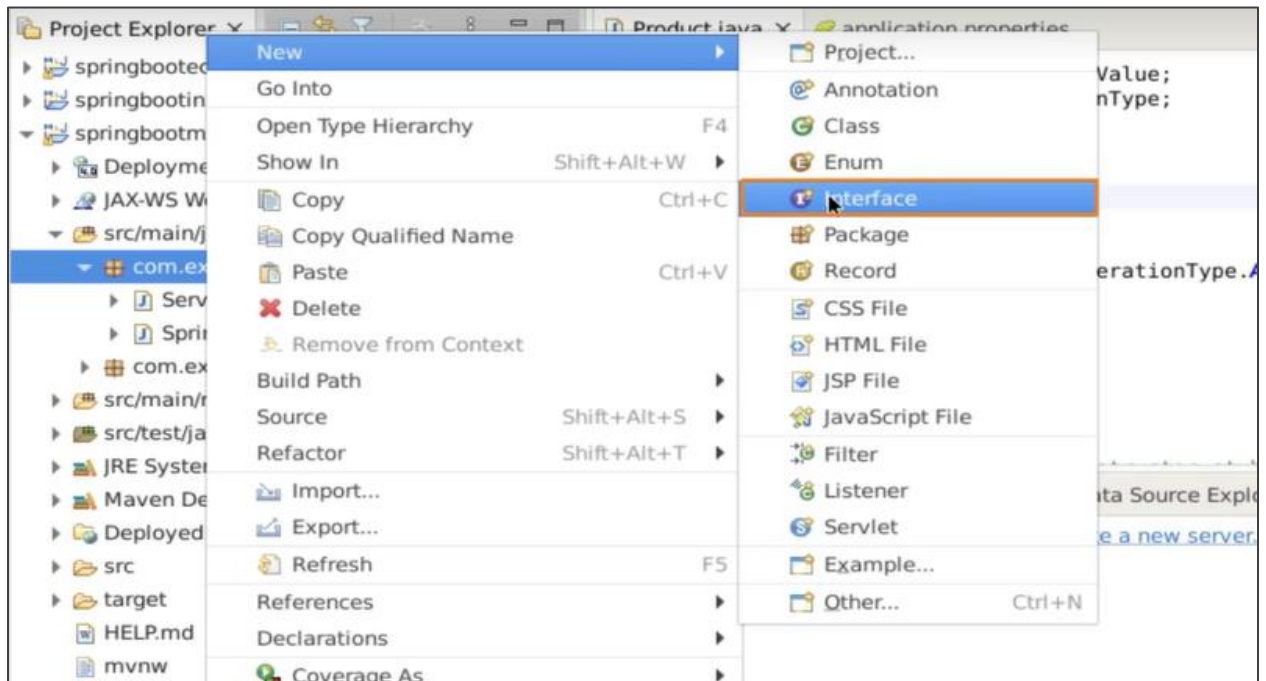 Project Explorer
Product.java
application.properties
springbootec
springbootin
springbootm
Deployme
JAX-WS We
src/main/j
com.ex
Serv
Sprin
com.ex
src/main/r
src/test/ja
JRE Syster
Maven De
Deployed
src
target
HELP.md
mvnw
New
Go Into
Open Type Hierarchy F4
Show In Shift+Alt+W
Copy Ctrl+C
Copy Qualified Name
Paste Ctrl+V
Delete
Remove from Context
Build Path
Source Shift+Alt+S
Refactor Shift+Alt+T
Import...
Export...
Refresh F5
References
Declarations
Coverage As
Project...
Annotation
Class
Enum
Interface
Package
Record
CSS File
HTML File
JSP File
JavaScript File
Filter
Listener
Servlet
Example...
Other... Ctrl+N
Value;
nType;
erationType.A
ata Source Explo
e a new server.